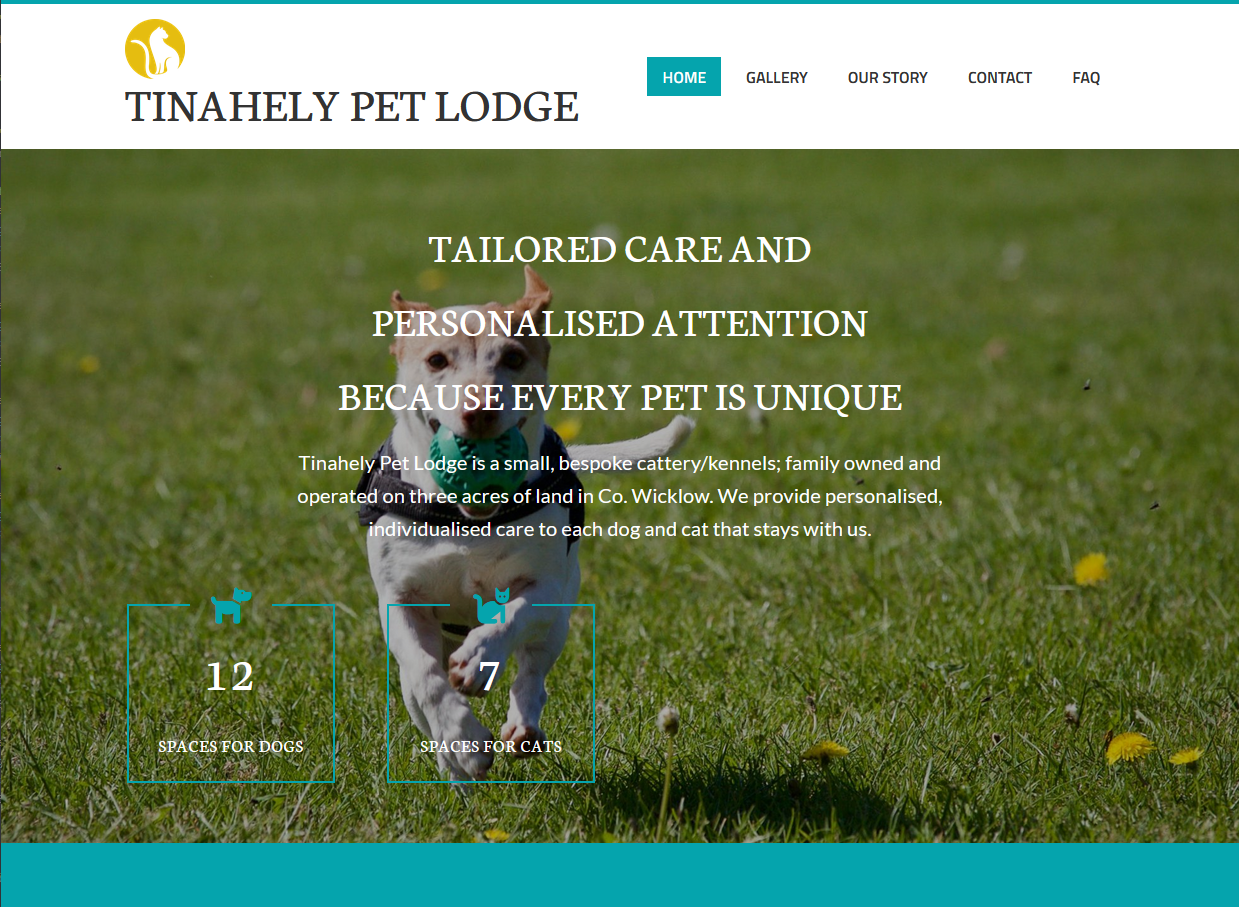 TINAHELY PET LODGE
HOME
GALLERY
OUR STORY
CONTACT
FAQ
TAILORED CARE AND
PERSONALISED ATTENTION
BECAUSE EVERY PET IS UNIQUE
Tinahely Pet Lodge is a small, bespoke cattery/kennels; family owned and
operated on three acres of land in Co. Wicklow. We provide personalised,
individualised care to each dog and cat that stays with us.
12
SPACES FOR DOGS
7
SPACES FOR CATS